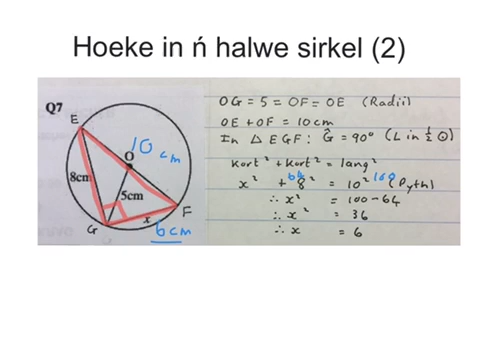 Hoeke in ń halwe sirkel (2)
Q7
E
10 cm
O
8cm
5cm
F
x
G
6cm
OG = 5 = OF = OE (Radii)
OE + OF = 10cm
In △ EGF: Ĝ = 90° (L in ½ ⊙)
kort² + kort² = lang²
64 100
x² + 8² = 10² (Pyth)
∴ x² = 100 - 64
∴ x² = 36
∴ x = 6